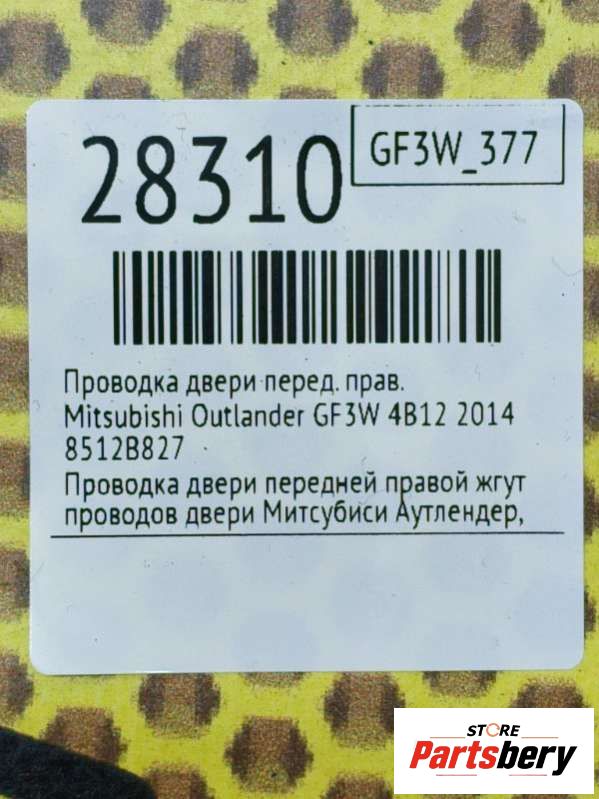 28310
GF3W_377
Проводка двери перед. прав.
Mitsubishi Outlander GF3W 4B12 2014
8512B827
Проводка двери передней правой жгут
проводов двери Митсубиси Аутлендер,
STORE
Partsbery